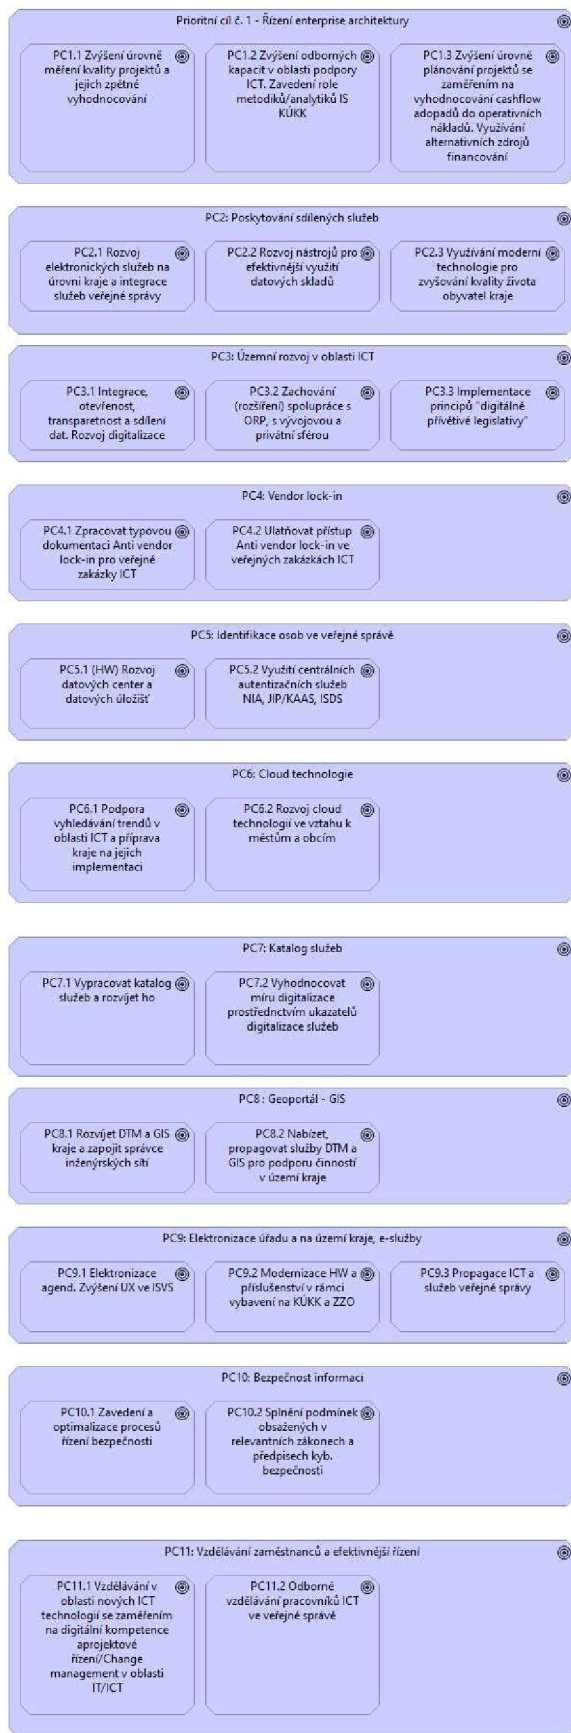 Prioritní cíl č. 1 - Řízení enterprise architektury
PC1.1 Zvýšení úrovně
měření kvality projektů a
jejich zpětné
vyhodnocování
PC1.2 Zvýšení odborných
kapacit v oblasti podpory
ICT. Zavedení role
metodiků/analytiků IS
KÚKK
PC1.3 Zvýšení úrovně
plánování projektů se
zaměřením na
vyhodnocování cashflow
adopadů do operativních
nákladů. Využívání
alternativních zdrojů
financování
PC2: Poskytování sdílených služeb
PC2.1 Rozvoj
elektronických služeb na
úrovni kraje a integrace
služeb veřejné správy
PC2.2 Rozvoj nástrojů pro
efektivnější využití
datových skladů
PC2.3 Využívání moderní
technologie pro
zvyšování kvality života
obyvatel kraje
PC3: Územní rozvoj v oblasti ICT
PC3.1 Integrace,
otevřenost,
transparetnost a sdílení
dat. Rozvoj digitalizace
PC3.2 Zachování
(rozšíření) spolupráce s
ORP, s vývojovou a
privátní sférou
PC3.3 Implementace
principů "digitálně
přívětivé legislativy"
PC4: Vendor lock-in
PC4.1 Zpracovat typovou
dokumentaci Anti vendor
lock-in pro veřejné
zakázky ICT
PC4.2 Ulatňovat přístup
Anti vendor lock-in ve
veřejných zakázkách ICT
PC5: Identifikace osob ve veřejné správě
PC5.1 (HW) Rozvoj
datových center a
datových úložišť
PC5.2 Využití centrálních
autentizačních služeb
NIA, JIP/KAAS, ISDS
PC6: Cloud technologie
PC6.1 Podpora
vyhledávání trendů v
oblasti ICT a příprava
kraje na jejich
implementaci
PC6.2 Rozvoj cloud
technologií ve vztahu k
městům a obcím
PC7: Katalog služeb
PC7.1 Vypracovat katalog
služeb a rozvíjet ho
PC7.2 Vyhodnocovat
míru digitalizace
prostřednctvím ukazatelů
digitalizace služeb
PC8 : Geoportál - GIS
PC8.1 Rozvíjet DTM a GIS
kraje a zapojit správce
inženýrských sítí
PC8.2 Nabízet,
propagovat služby DTM a
GIS pro podporu činností
v území kraje
PC9: Elektronizace úřadu a na území kraje, e-služby
PC9.1 Elektronizace
agend. Zvýšení UX ve ISVS
PC9.2 Modernizace HW a
příslušenství v rámci
vybavení na KÚKK a ZZO
PC9.3 Propagace ICT a
služeb veřejné správy
PC10: Bezpečnost informací
PC10.1 Zavedení a
optimalizace procesů
řízení bezpečnosti
PC10.2 Splnění podmínek
obsažených v
relevantních zákonech a
předpisech kyb.
bezpečnosti
PC11: Vzdělávání zaměstnanců a efektivnější řízení
PC11.1 Vzdělávání v
oblasti nových ICT
technologií se zaměřením
na digitální kompetence
aprojektové
řízení/Change
management v oblasti
IT/ICT
PC11.2 Odborné
vzdělávání pracovníků ICT
ve veřejné správě